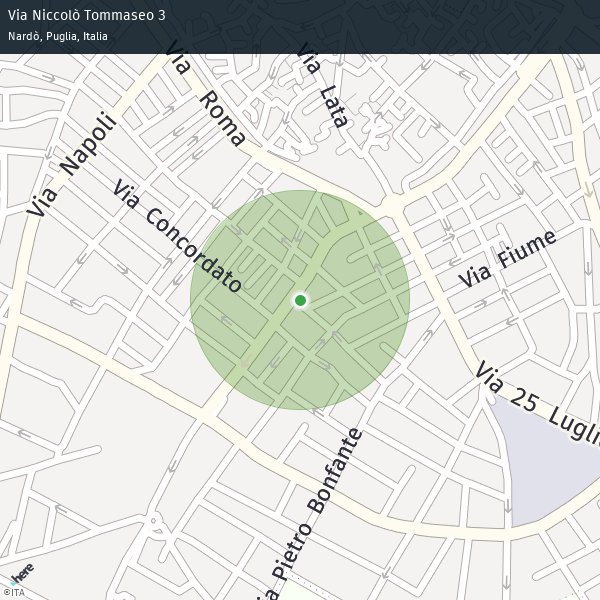 Via Niccolò Tommaseo 3
Nardò, Puglia, Italia
Via Roma
Via Lata
Via Napoli
Via Concordato
Via Fiume
Via 25 Lugli
ia Pietro Bonfante
here
©ITA